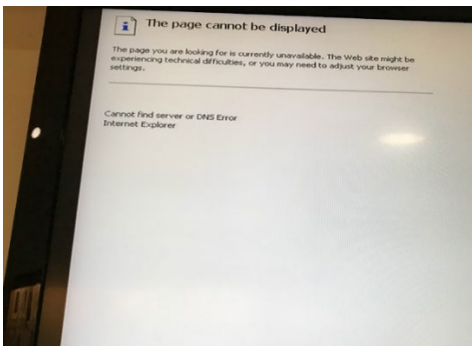 The page cannot be displayed
The page you are looking for is currently unavailable. The Web site might be
experiencing technical difficulties, or you may need to adjust your browser
settings.
Cannot find server or DNS Error
Internet Explorer